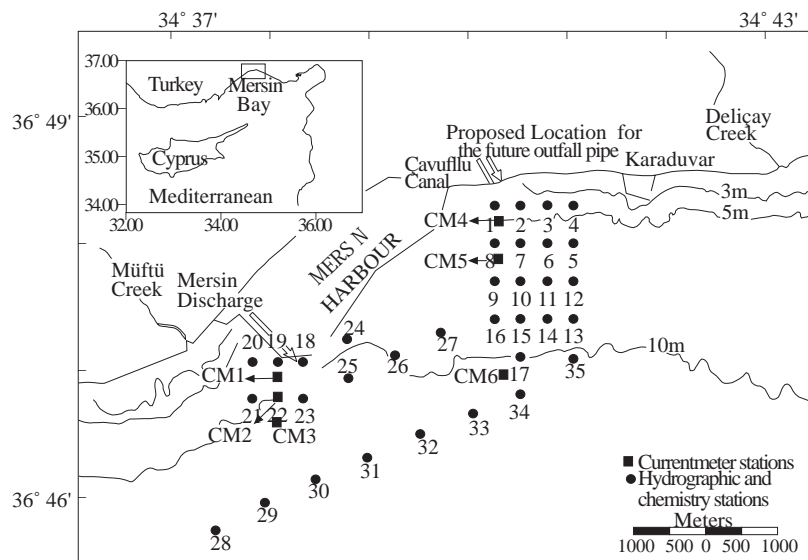 34° 37'
34° 43'
37.00
36.00
35.00
34.00
32.00
36.00
Turkey
Mersin
Bay
Cyprus
Mediterranean
36° 49'
36° 46'
Deliçay
Creek
Proposed Location for
the future outfall pipe
Cavufllu
Canal
Karaduvar
3m
5m
CM4
1
2
3
4
CM5
8
7
6
5
9
10
11
12
16
15
14
13
MERS N
HARBOUR
Müftü
Creek
Mersin
Discharge
20
19
18
24
27
26
25
10m
CM1
CM6
17
35
21
22
23
34
CM2
CM3
33
32
31
30
29
28
Currentmeter stations
Hydrographic and
chemistry stations
Meters
1000 500 0 500 1000